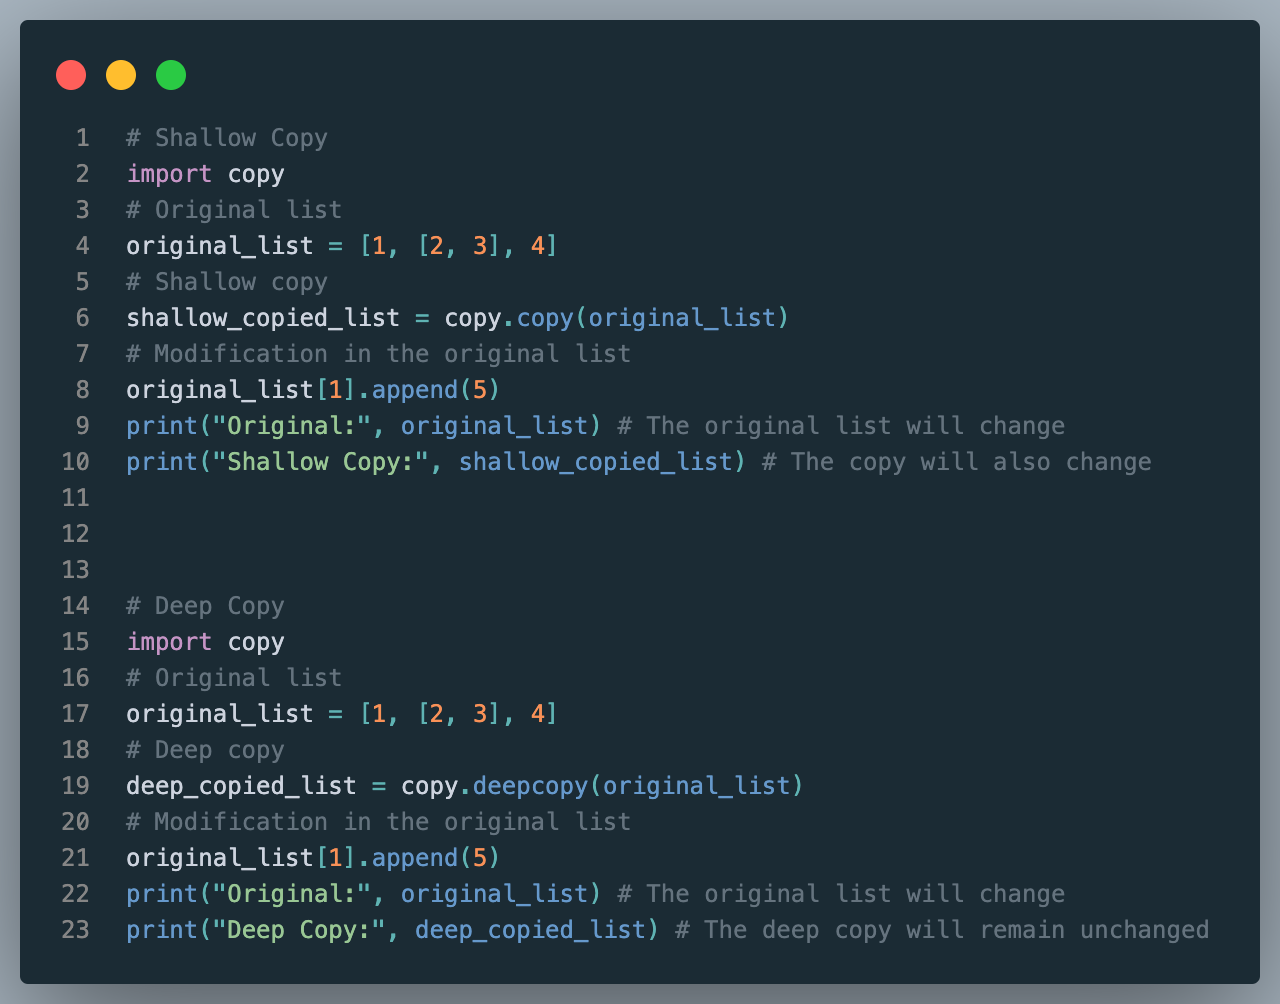 1 # Shallow Copy
2 import copy
3 # Original list
4 original_list = [1, [2, 3], 4]
5 # Shallow copy
6 shallow_copied_list = copy.copy(original_list)
7 # Modification in the original list
8 original_list[1].append(5)
9 print("Original:", original_list) # The original list will change
10 print("Shallow Copy:", shallow_copied_list) # The copy will also change
11
12
13
14 # Deep Copy
15 import copy
16 # Original list
17 original_list = [1, [2, 3], 4]
18 # Deep copy
19 deep_copied_list = copy.deepcopy(original_list)
20 # Modification in the original list
21 original_list[1].append(5)
22 print("Original:", original_list) # The original list will change
23 print("Deep Copy:", deep_copied_list) # The deep copy will remain unchanged